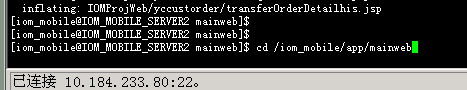 inflating: IOMProjWeb/yccustorder/transferOrderDetailhis.jsp
[iom_mobile@IOM_MOBILE_SERVER2 mainweb]$
[iom_mobile@IOM_MOBILE_SERVER2 mainweb]$
[iom_mobile@IOM_MOBILE_SERVER2 mainweb]$ cd /iom_mobile/app/mainweb
已连接 10.184.233.80:22。